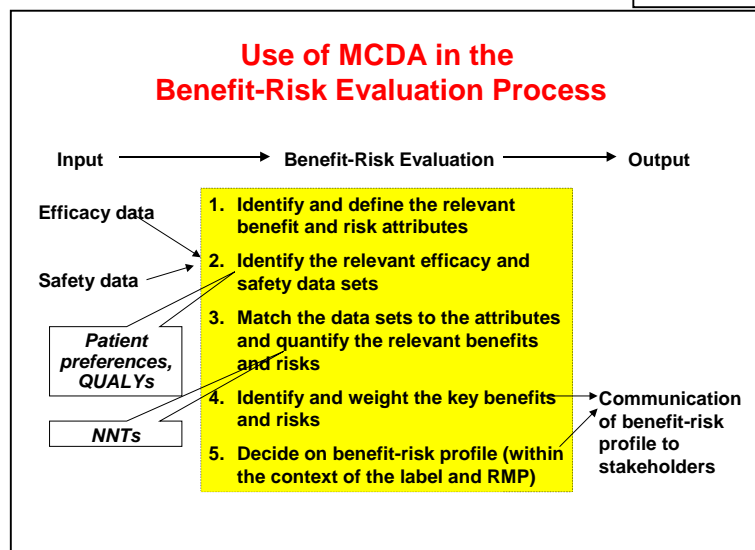 Use of MCDA in the
Benefit-Risk Evaluation Process
Input
Benefit-Risk Evaluation
Output
Efficacy data
Safety data
Patient
preferences,
QUALYs
NNTs
1. Identify and define the relevant
benefit and risk attributes
2. Identify the relevant efficacy and
safety data sets
3. Match the data sets to the attributes
and quantify the relevant benefits
and risks
4. Identify and weight the key benefits
and risks
5. Decide on benefit-risk profile (within
the context of the label and RMP)
Communication
of benefit-risk
profile to
stakeholders